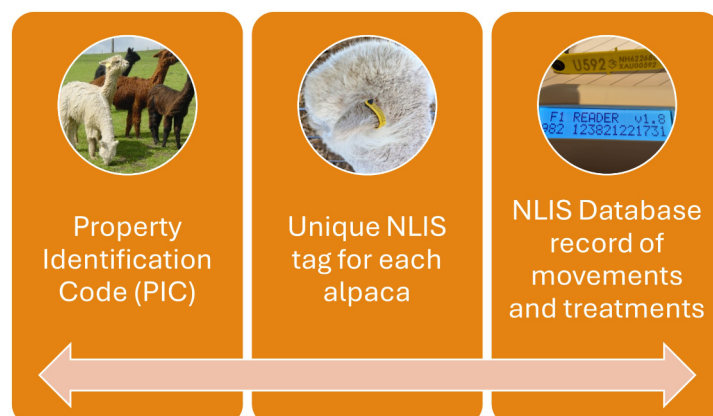 Property
Identification
Code (PIC)
Unique NLIS
tag for each
alpaca
U592
F1 READER v1.8
982 123821221731
NLIS Database
record of
movements
and treatments